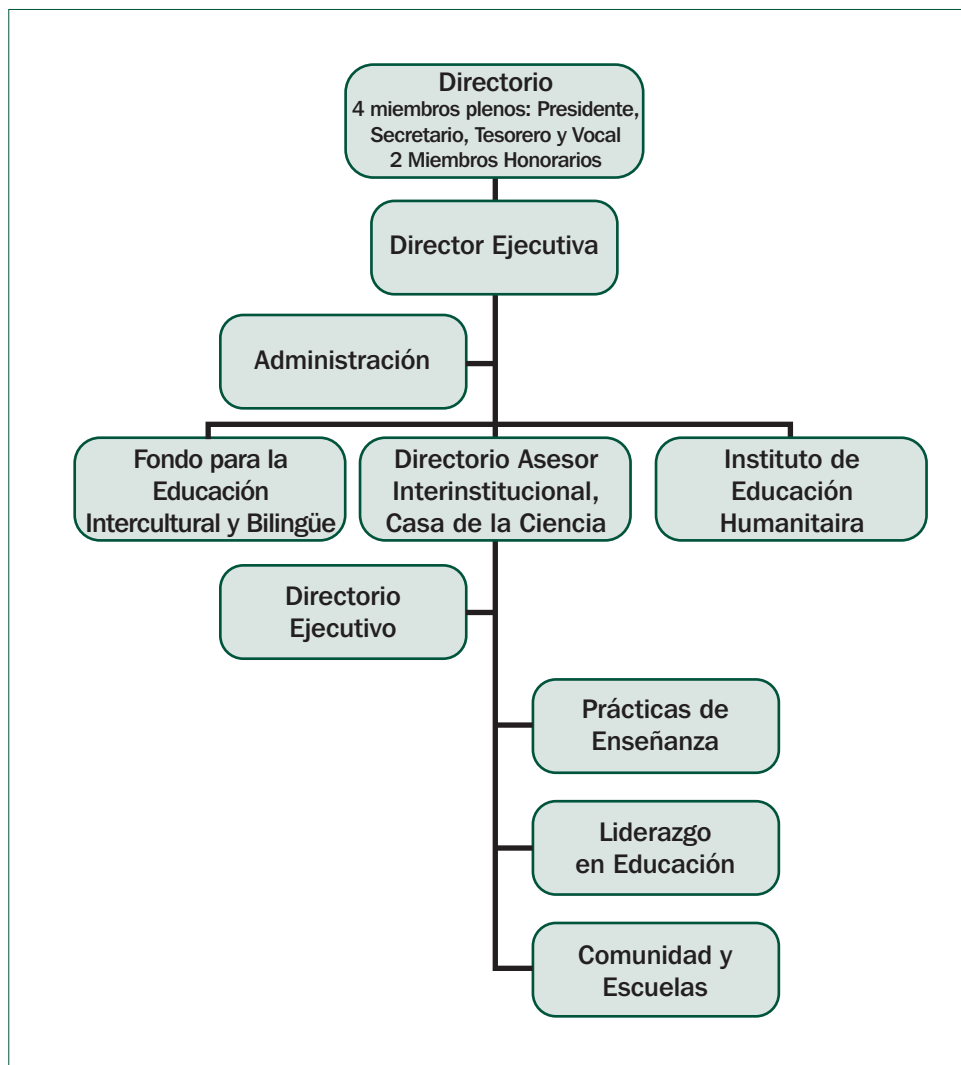 Directorio
4 miembros plenos: Presidente,
Secretario, Tesorero y Vocal
2 Miembros Honorarios
Director Ejecutiva
Administración
Fondo para la
Educación
Intercultural y Bilingüe
Directorio Asesor
Interinstitucional,
Casa de la Ciencia
Instituto de
Educación
Humanitaira
Directorio
Ejecutivo
Prácticas de
Enseñanza
Liderazgo
en Educación
Comunidad y
Escuelas